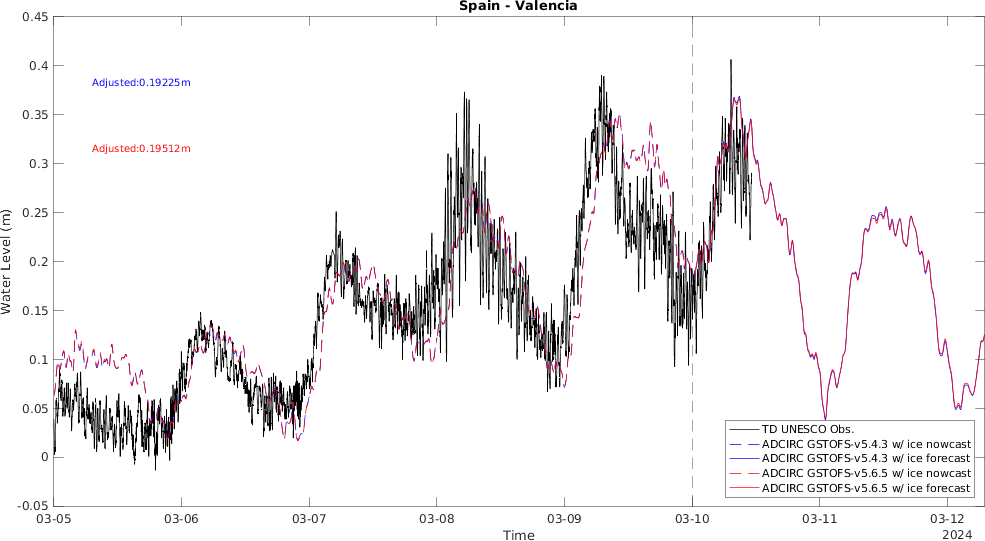 Spain - Valencia
0.45
0.4
0.35
0.3
0.25
0.2
0.15
0.1
0.05
0
-0.05
Water Level (m)
Adjusted:0.19225m
Adjusted:0.19512m
TD UNESCO Obs.
ADCIRC GSTOFS-v5.4.3 w/ ice nowcast
ADCIRC GSTOFS-v5.4.3 w/ ice forecast
ADCIRC GSTOFS-v5.6.5 w/ ice nowcast
ADCIRC GSTOFS-v5.6.5 w/ ice forecast
03-05 03-06 03-07 03-08 03-09 03-10 03-11 03-12
Time
2024